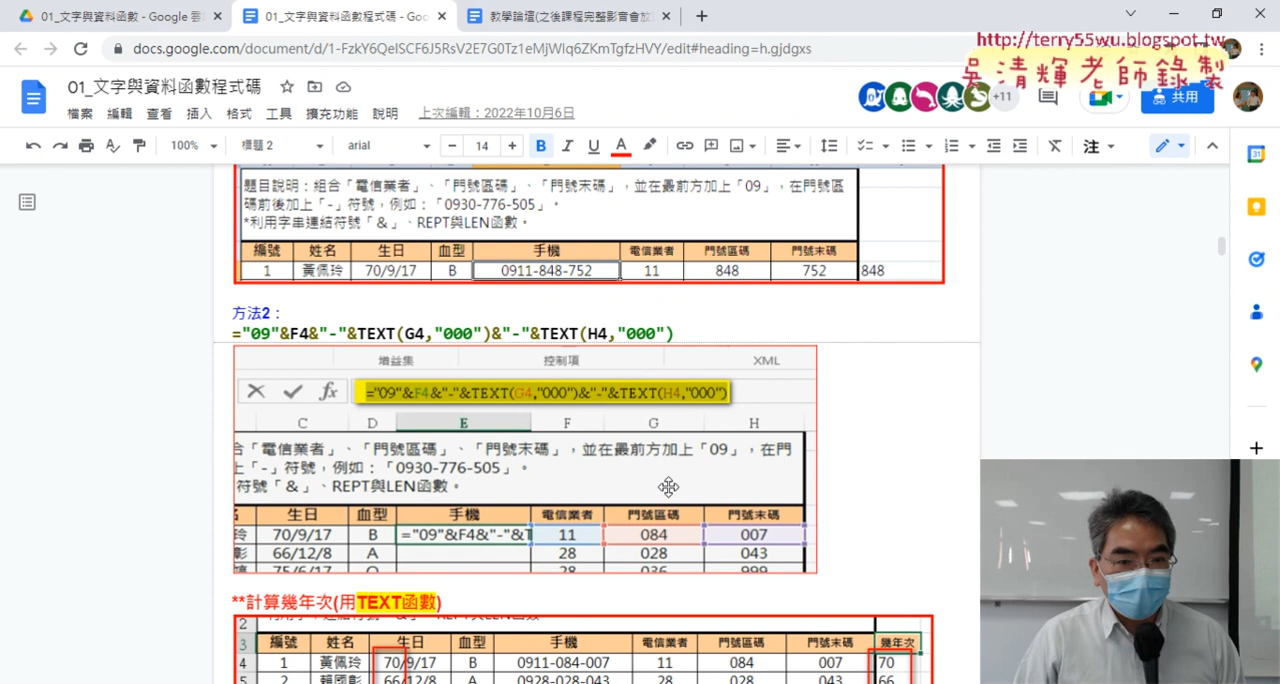 01_文字與資料函數 - Google 雲
01_文字與資料函數程式碼 - Goo
教學論壇(之後課程完整影音會放
docs.google.com/document/d/1-FzkY6QeISCF6J5RsV2E7G0Tz1eMjWlq6ZKmTgfzHVY/edit#heading=h.gjdgxs
http://terry55wu.blogspot.tw
吳清輝老師錄製
01_文字與資料函數程式碼
檔案 編輯 查看 插入 格式 工具 擴充功能 說明 上次編輯：2022年10月6日
+11
共用
100% 標題 2 arial 14 B I U A 注
題目說明：組合「電信業者」、「門號區碼」、「門號末碼」，並在最前方加上「09」，在門號區
碼前後加上「-」符號，例如：「0930-776-505」。
*利用字串連結符號「&」、REPT與LEN函數。
編號 姓名 生日 血型 手機 電信業者 門號區碼 門號末碼
1 黃佩玲 70/9/17 B 0911-848-752 11 848 752 848
方法2：
="09"&F4&"-"&TEXT(G4,"000")&"-"&TEXT(H4,"000")
增益集 控制項 XML
fx ="09"&F4&"-"&TEXT(G4,"000")&"-"&TEXT(H4,"000")
C D E F G H
合「電信業者」、「門號區碼」、「門號末碼」，並在最前方加上「09」，在門
上「-」符號，例如：「0930-776-505」。
符號「&」、REPT與LEN函數。
名 生日 血型 手機 電信業者 門號區碼 門號末碼
玲 70/9/17 B ="09"&F4&"-"&T 11 084 007
彰 66/12/8 A 28 028 043
75/6/17 O 28 036 999
**計算幾年次(用TEXT函數)
2
3 編號 姓名 生日 血型 手機 電信業者 門號區碼 門號末碼 幾年次
4 1 黃佩玲 70/9/17 B 0911-084-007 11 084 007 70
5 2 賴國彰 66/12/8 A 0928-028-043 28 028 043 66